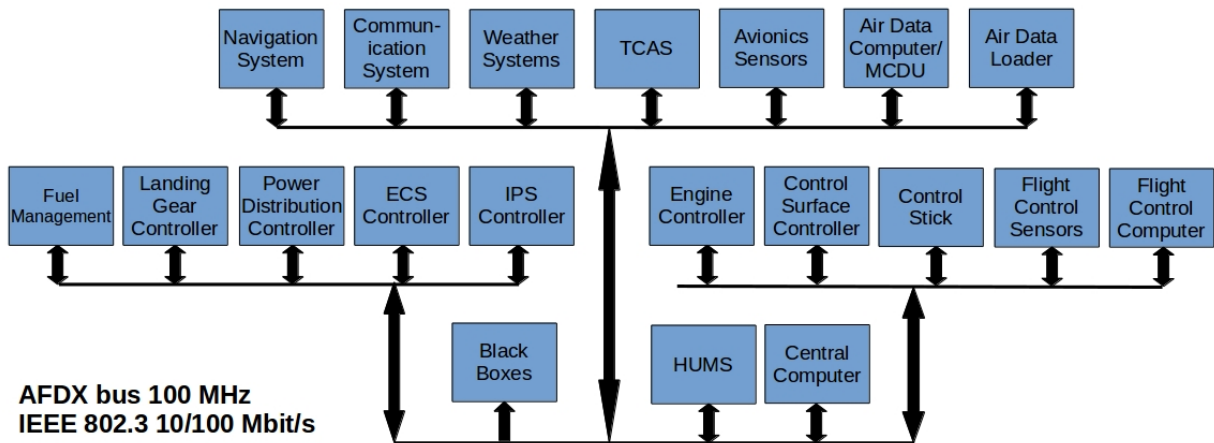 Navigation
System
Commun-
ication
System
Weather
Systems
TCAS
Avionics
Sensors
Air Data
Computer/
MCDU
Air Data
Loader
Fuel
Management
Landing
Gear
Controller
Power
Distribution
Controller
ECS
Controller
IPS
Controller
Engine
Controller
Control
Surface
Controller
Control
Stick
Flight
Control
Sensors
Flight
Control
Computer
Black
Boxes
HUMS
Central
Computer
AFDX bus 100 MHz
IEEE 802.3 10/100 Mbit/s